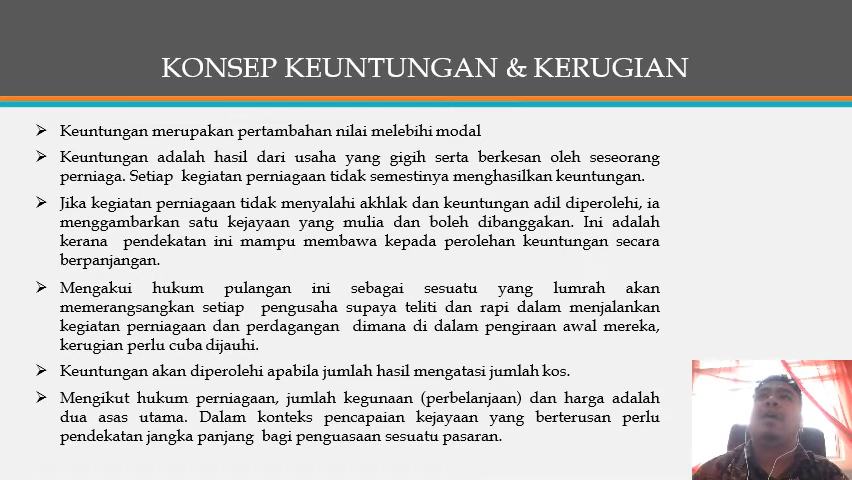 KONSEP KEUNTUNGAN & KERUGIAN
Keuntungan merupakan pertambahan nilai melebihi modal
Keuntungan adalah hasil dari usaha yang gigih serta berkesan oleh seseorang
perniaga. Setiap kegiatan perniagaan tidak semestinya menghasilkan keuntungan.
Jika kegiatan perniagaan tidak menyalahi akhlak dan keuntungan adil diperolehi, ia
menggambarkan satu kejayaan yang mulia dan boleh dibanggakan. Ini adalah
kerana pendekatan ini mampu membawa kepada perolehan keuntungan secara
berpanjangan.
Mengakui hukum pulangan ini sebagai sesuatu yang lumrah akan
memerangsangkan setiap pengusaha supaya teliti dan rapi dalam menjalankan
kegiatan perniagaan dan perdagangan dimana di dalam pengiraan awal mereka,
kerugian perlu cuba dijauhi.
Keuntungan akan diperolehi apabila jumlah hasil mengatasi jumlah kos.
Mengikut hukum perniagaan, jumlah kegunaan (perbelanjaan) dan harga adalah
dua asas utama. Dalam konteks pencapaian kejayaan yang berterusan perlu
pendekatan jangka panjang bagi penguasaan sesuatu pasaran.